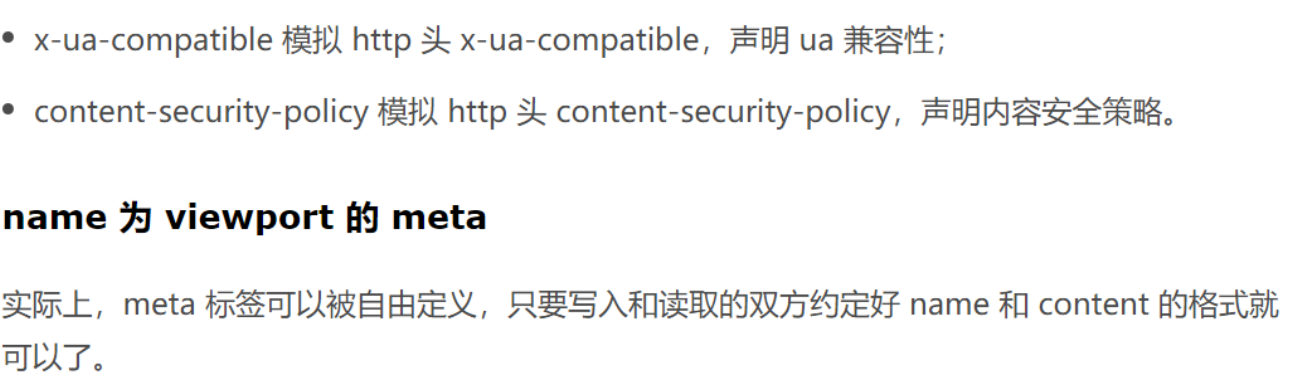 • x-ua-compatible 模拟 http 头 x-ua-compatible，声明 ua 兼容性；
• content-security-policy 模拟 http 头 content-security-policy，声明内容安全策略。
name 为 viewport 的 meta
实际上，meta 标签可以被自由定义，只要写入和读取的双方约定好 name 和 content 的格式就
可以了。